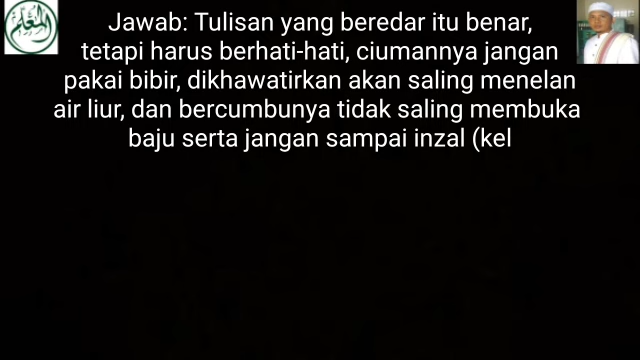 Jawab: Tulisan yang beredar itu benar,
tetapi harus berhati-hati, ciumannya jangan
pakai bibir, dikhawatirkan akan saling menelan
air liur, dan bercumbunya tidak saling membuka
baju serta jangan sampai inzal (kel